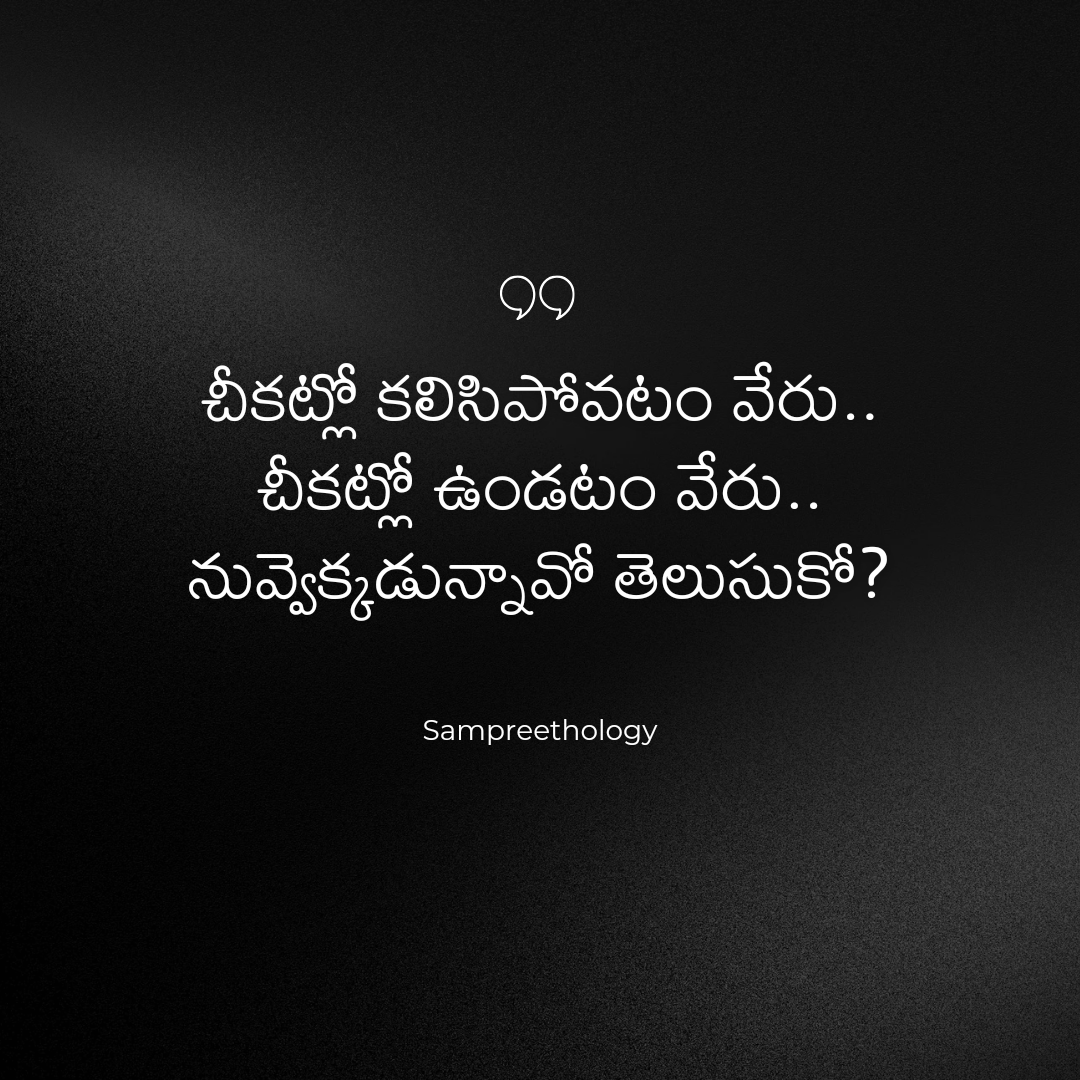 చీకట్లో కలిసిపోవటం వేరు..
చీకట్లో ఉండటం వేరు..
నువ్వెక్కడున్నావో తెలుసుకో?
Sampreethology